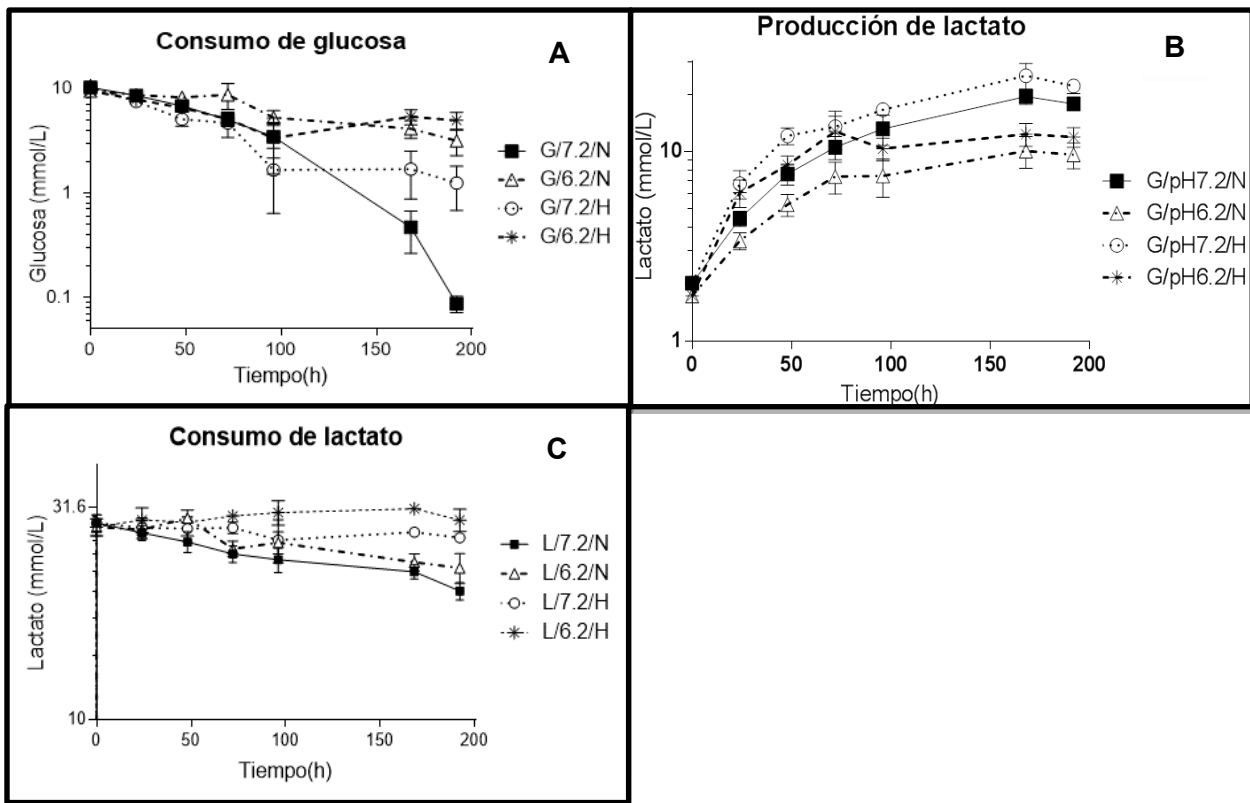 Consumo de glucosa
A
Glucosa (mmol/L)
10
1
0.1
0
50
100
150
200
Tiempo(h)
G/7.2/N
G/6.2/N
G/7.2/H
G/6.2/H
Producción de lactato
B
Lactato (mmol/L)
10
1
0
50
100
150
200
Tiempo(h)
G/pH7.2/N
G/pH6.2/N
G/pH7.2/H
G/pH6.2/H
Consumo de lactato
C
Lactato (mmol/L)
31.6
10
0
50
100
150
200
Tiempo(h)
L/7.2/N
L/6.2/N
L/7.2/H
L/6.2/H